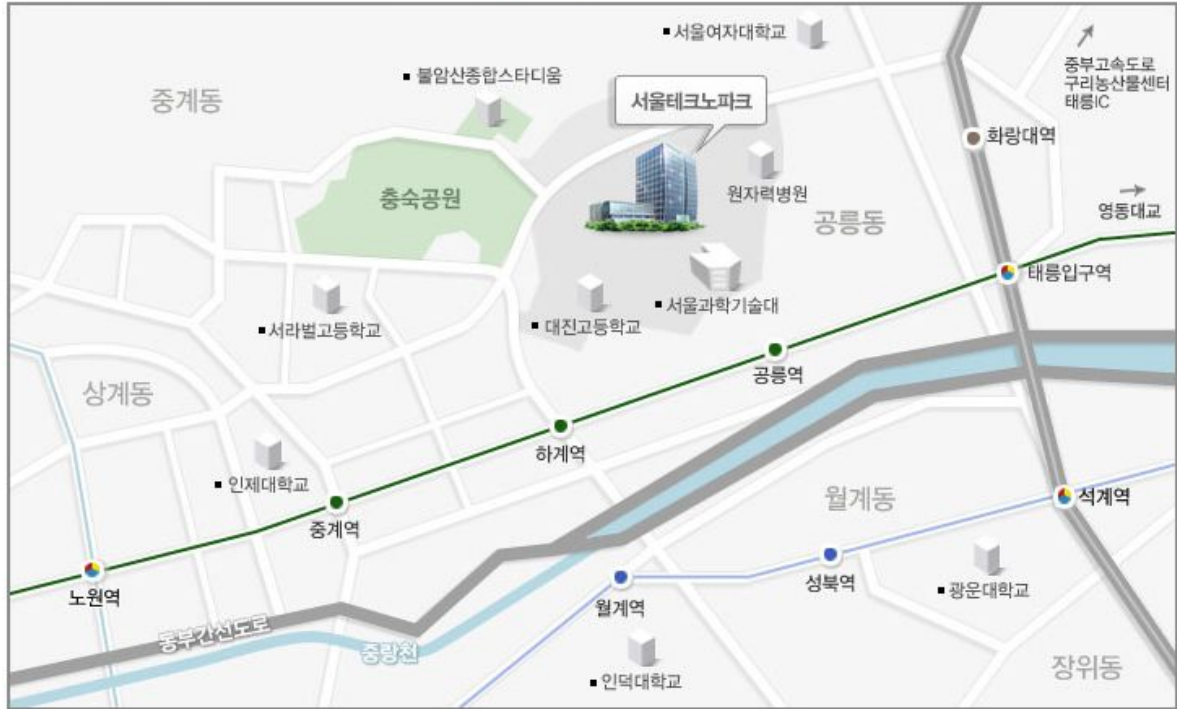 서울여자대학교
중부고속도로
구리농산물센터
태릉IC
불암산종합스타디움
중계동
서울테크노파크
화랑대역
충숙공원
원자력병원
공릉동
영동대교
태릉입구역
서울과학기술대
서라벌고등학교
대진고등학교
공릉역
상계동
하계역
인제대학교
월계동
석계역
중계역
성북역
노원역
월계역
광운대학교
동부간선도로
중랑천
장위동
인덕대학교